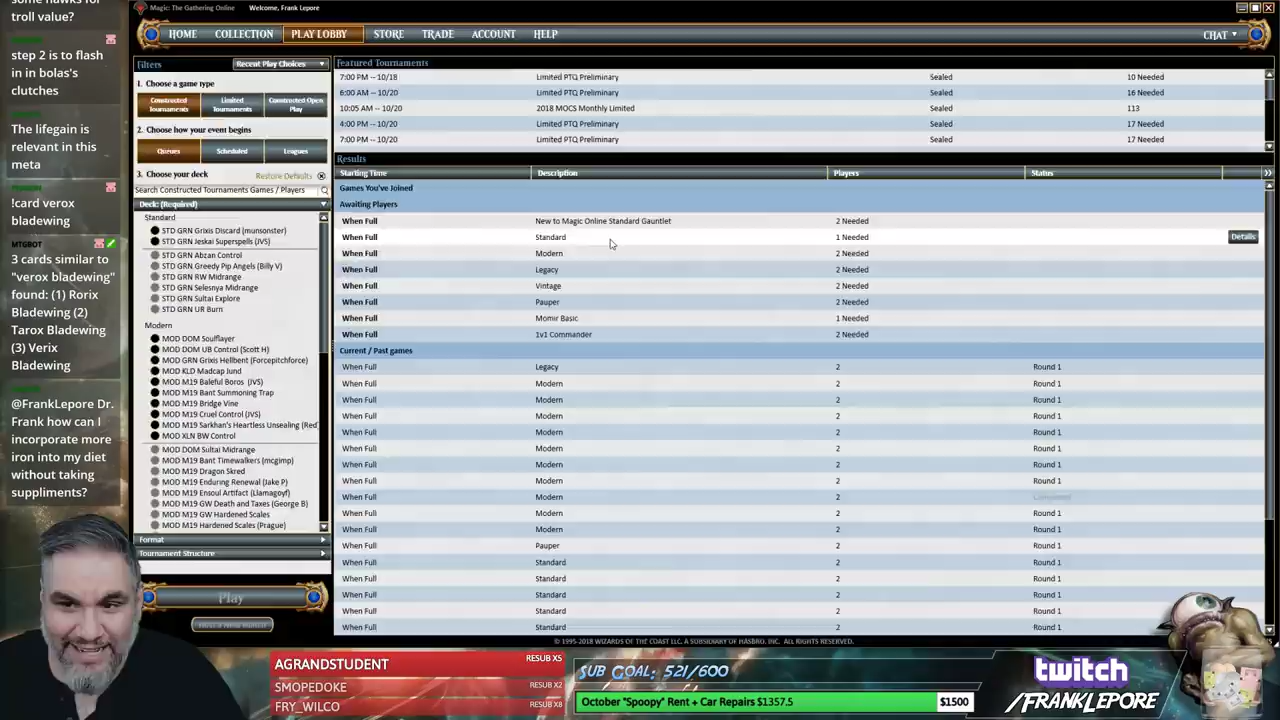 some hawks for
troll value?
step 2 is to flash
in in bolas's
clutches
The lifegain is
relevant in this
meta
!card verox
bladewing
MTGBOT
3 cards similar to
"verox bladewing"
found: (1) Rorix
Bladewing (2)
Tarox Bladewing
(3) Verix
Bladewing
@FrankLepore Dr.
Frank how can I
incorporate more
iron into my diet
without taking
suppliments?
Magic: The Gathering Online Welcome, Frank Lepore
HOME COLLECTION PLAY LOBBY STORE TRADE ACCOUNT HELP CHAT
Filters Recent Play Choices
1. Choose a game type
Constructed Tournaments Limited Tournaments Constructed Open Play
2. Choose how your event begins
Queues Scheduled Leagues
3. Choose your deck Restore Defaults
Search Constructed Tournaments Games / Players
Deck: (Required)
Standard
STD GRN Grixis Discard (munsonster)
STD GRN Jeskai Superspells (JVS)
STD GRN Abzan Control
STD GRN Greedy Pip Angels (Billy V)
STD GRN RW Midrange
STD GRN Selesnya Midrange
STD GRN Sultai Explore
STD GRN UR Burn
Modern
MOD DOM Soulflayer
MOD DOM UB Control (Scott H)
MOD GRN Grixis Hellbent (Forcepitchforce)
MOD KLD Madcap Jund
MOD M19 Baleful Boros (JVS)
MOD M19 Bant Summoning Trap
MOD M19 Bridge Vine
MOD M19 Cruel Control (JVS)
MOD M19 Sarkhan's Heartless Unsealing (Red
MOD XLN BW Control
MOD DOM Sultai Midrange
MOD M19 Bant Timewalkers (mcgimp)
MOD M19 Dragon Skred
MOD M19 Enduring Renewal (Jake P)
MOD M19 Ensoul Artifact (Llamagoyf)
MOD M19 GW Death and Taxes (George B)
MOD M19 GW Hardened Scales
MOD M19 Hardened Scales (Prague)
Format
Tournament Structure
Play
Featured Tournaments
7:00 PM -- 10/18 Limited PTQ Preliminary Sealed 10 Needed
6:00 AM -- 10/20 Limited PTQ Preliminary Sealed 16 Needed
10:05 AM -- 10/20 2018 MOCS Monthly Limited Sealed 113
4:00 PM -- 10/20 Limited PTQ Preliminary Sealed 17 Needed
7:00 PM -- 10/20 Limited PTQ Preliminary Sealed 17 Needed
Results
Starting Time Description Players Status
Games You've Joined
Awaiting Players
When Full New to Magic Online Standard Gauntlet 2 Needed
When Full Standard 1 Needed Details
When Full Modern 2 Needed
When Full Legacy 2 Needed
When Full Vintage 2 Needed
When Full Pauper 2 Needed
When Full Momir Basic 1 Needed
When Full 1v1 Commander 2 Needed
Current / Past games
When Full Legacy 2 Round 1
When Full Modern 2 Round 1
When Full Modern 2 Round 1
When Full Modern 2 Round 1
When Full Modern 2 Round 1
When Full Modern 2 Round 1
When Full Modern 2 Round 1
When Full Modern 2 Round 1
When Full Modern 2 Completed
When Full Modern 2 Round 1
When Full Modern 2 Round 1
When Full Pauper 2 Round 1
When Full Standard 2 Round 1
When Full Standard 2 Round 1
When Full Standard 2 Round 1
When Full Standard 2 Round 1
When Full Standard 2 Round 1
© 1995-2018 WIZARDS OF THE COAST LLC, A SUBSIDIARY OF HASBRO, INC. ALL RIGHTS RESERVED.
AGRANDSTUDENT RESUB X5
SMOPEDOKE RESUB X2
FRY_WILCO RESUB X8
SUB GOAL: 521/600
October "Spoopy" Rent + Car Repairs $1357.5 $1500
twitch
/FRANKLEPORE